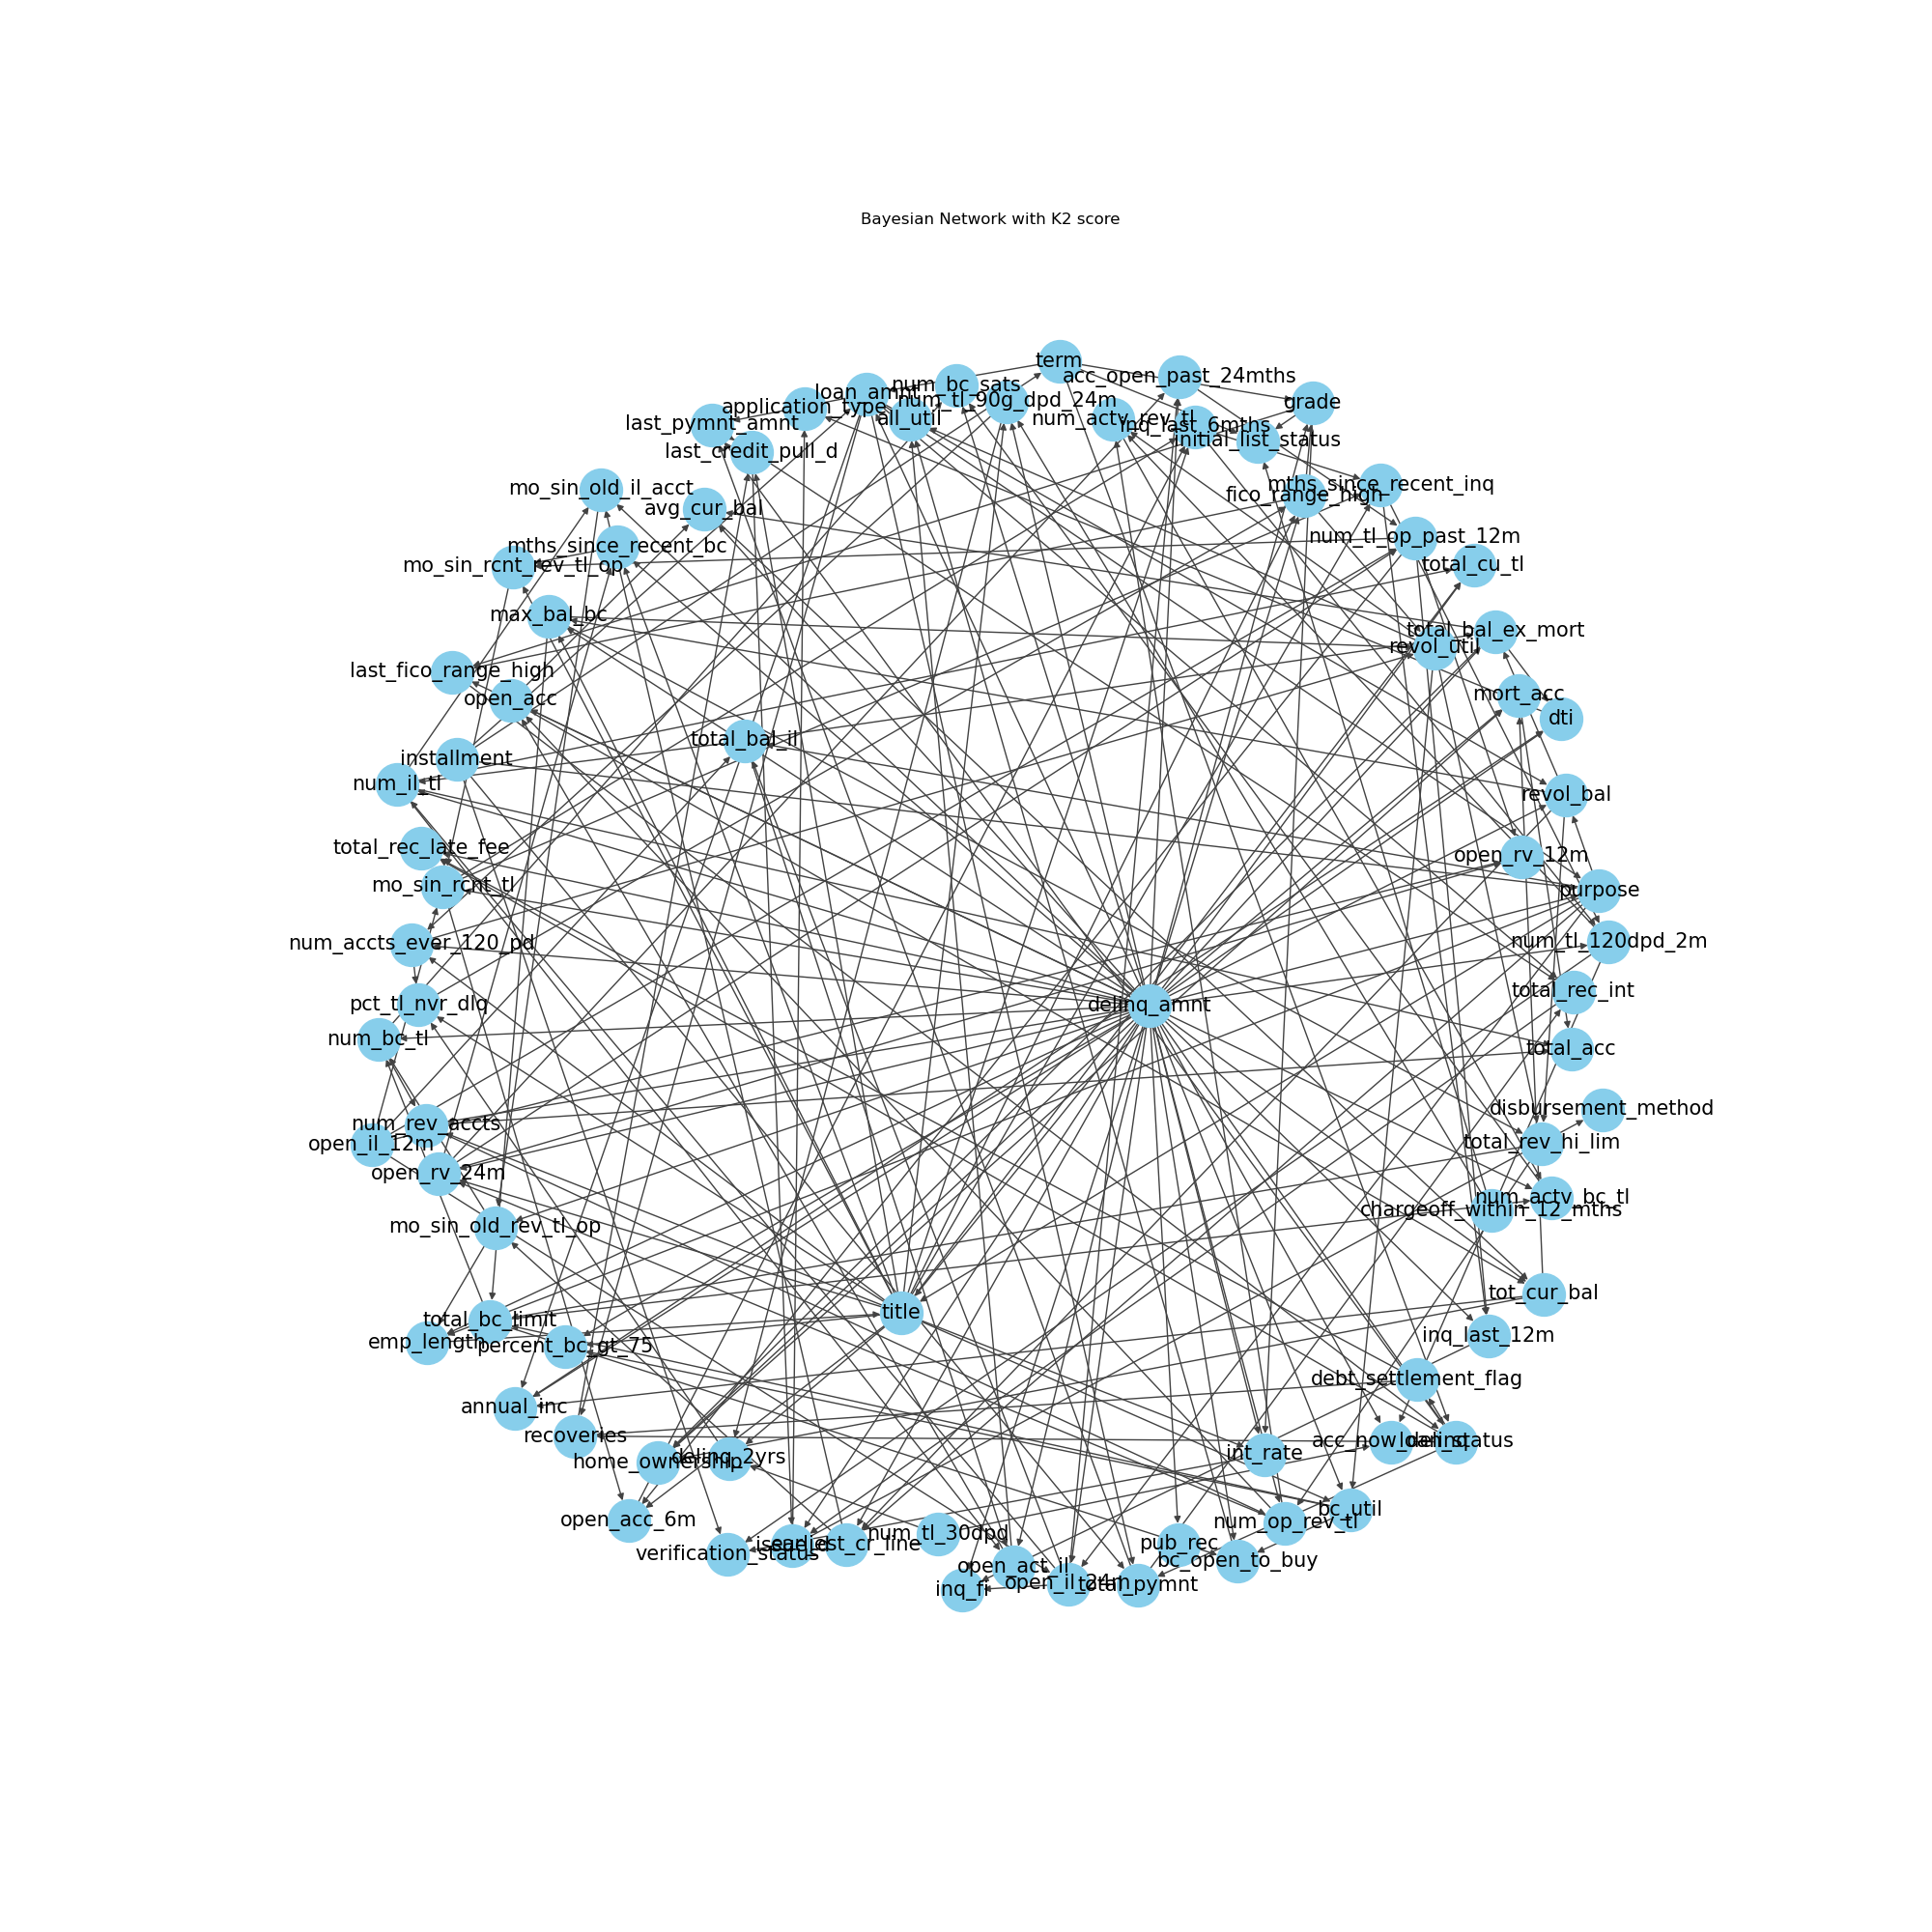 Bayesian Network with K2 score
term
acc_open_past_24mths
num_bc_sats
loan_amnt
num_tl_90g_dpd_24m
grade
application_type
all_util
num_actv_rev_tl
inq_last_6mths
last_pymnt_amnt
initial_list_status
last_credit_pull_d
mths_since_recent_inq
mo_sin_old_il_acct
fico_range_high
avg_cur_bal
num_tl_op_past_12m
mths_since_recent_bc
mo_sin_rcnt_rev_tl_op
total_cu_tl
max_bal_bc
total_bal_ex_mort
revol_util
last_fico_range_high
open_acc
mort_acc
dti
total_bal_il
installment
num_il_tl
revol_bal
total_rec_late_fee
open_rv_12m
mo_sin_rcnt_tl
purpose
num_accts_ever_120_pd
num_tl_120dpd_2m
total_rec_int
pct_tl_nvr_dlq
delinq_amnt
num_bc_tl
total_acc
disbursement_method
num_rev_accts
open_il_12m
total_rev_hi_lim
open_rv_24m
num_actv_bc_tl
chargeoff_within_12_mths
mo_sin_old_rev_tl_op
tot_cur_bal
title
total_bc_limit
emp_length
percent_bc_gt_75
inq_last_12m
debt_settlement_flag
annual_inc
recoveries
acc_now_delinq
loan_status
int_rate
delinq_2yrs
home_ownership
open_acc_6m
bc_util
num_op_rev_tl
num_tl_30dpd
pub_rec
issue_d
earliest_cr_line
verification_status
bc_open_to_buy
open_act_il
open_il_24m
total_pymnt
inq_fi